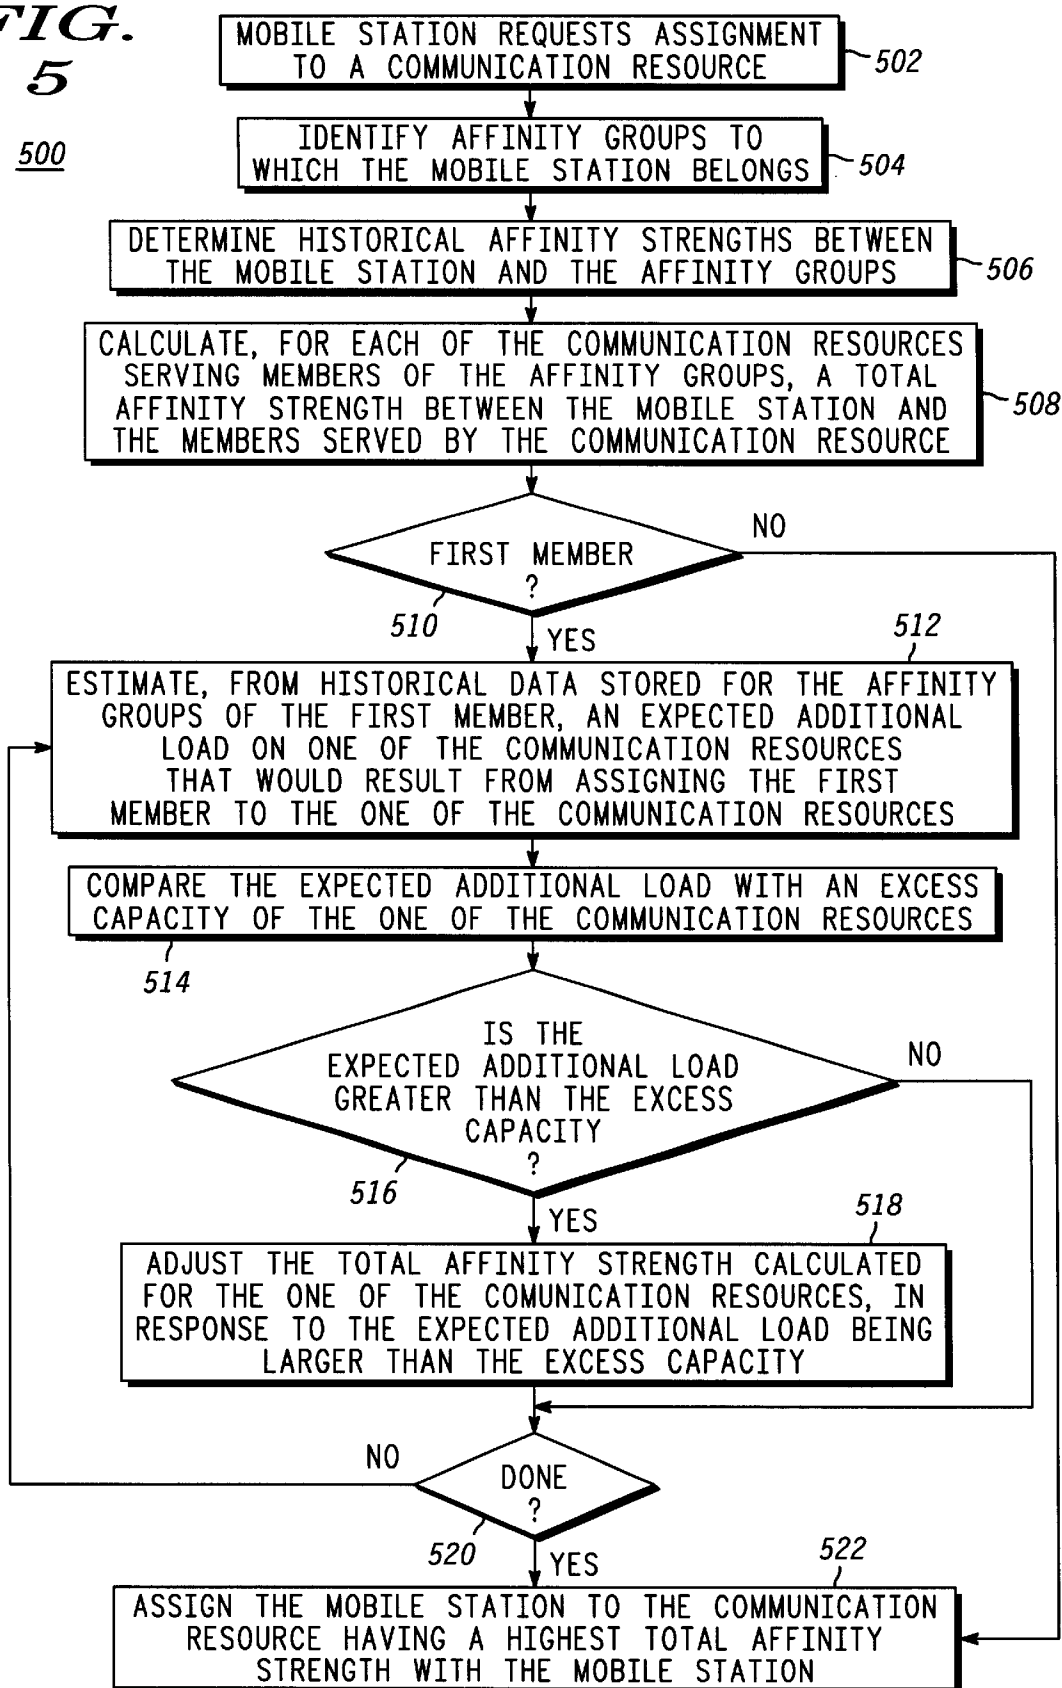 FIG.
5
500
MOBILE STATION REQUESTS ASSIGNMENT
TO A COMMUNICATION RESOURCE
502
IDENTIFY AFFINITY GROUPS TO
WHICH THE MOBILE STATION BELONGS
504
DETERMINE HISTORICAL AFFINITY STRENGTHS BETWEEN
THE MOBILE STATION AND THE AFFINITY GROUPS
506
CALCULATE, FOR EACH OF THE COMMUNICATION RESOURCES
SERVING MEMBERS OF THE AFFINITY GROUPS, A TOTAL
AFFINITY STRENGTH BETWEEN THE MOBILE STATION AND
THE MEMBERS SERVED BY THE COMMUNICATION RESOURCE
508
FIRST MEMBER
?
510
NO
YES
512
ESTIMATE, FROM HISTORICAL DATA STORED FOR THE AFFINITY
GROUPS OF THE FIRST MEMBER, AN EXPECTED ADDITIONAL
LOAD ON ONE OF THE COMMUNICATION RESOURCES
THAT WOULD RESULT FROM ASSIGNING THE FIRST
MEMBER TO THE ONE OF THE COMMUNICATION RESOURCES
COMPARE THE EXPECTED ADDITIONAL LOAD WITH AN EXCESS
CAPACITY OF THE ONE OF THE COMMUNICATION RESOURCES
514
IS THE
EXPECTED ADDITIONAL LOAD
GREATER THAN THE EXCESS
CAPACITY
?
516
NO
YES
518
ADJUST THE TOTAL AFFINITY STRENGTH CALCULATED
FOR THE ONE OF THE COMUNICATION RESOURCES, IN
RESPONSE TO THE EXPECTED ADDITIONAL LOAD BEING
LARGER THAN THE EXCESS CAPACITY
NO
DONE
?
520
YES
522
ASSIGN THE MOBILE STATION TO THE COMMUNICATION
RESOURCE HAVING A HIGHEST TOTAL AFFINITY
STRENGTH WITH THE MOBILE STATION